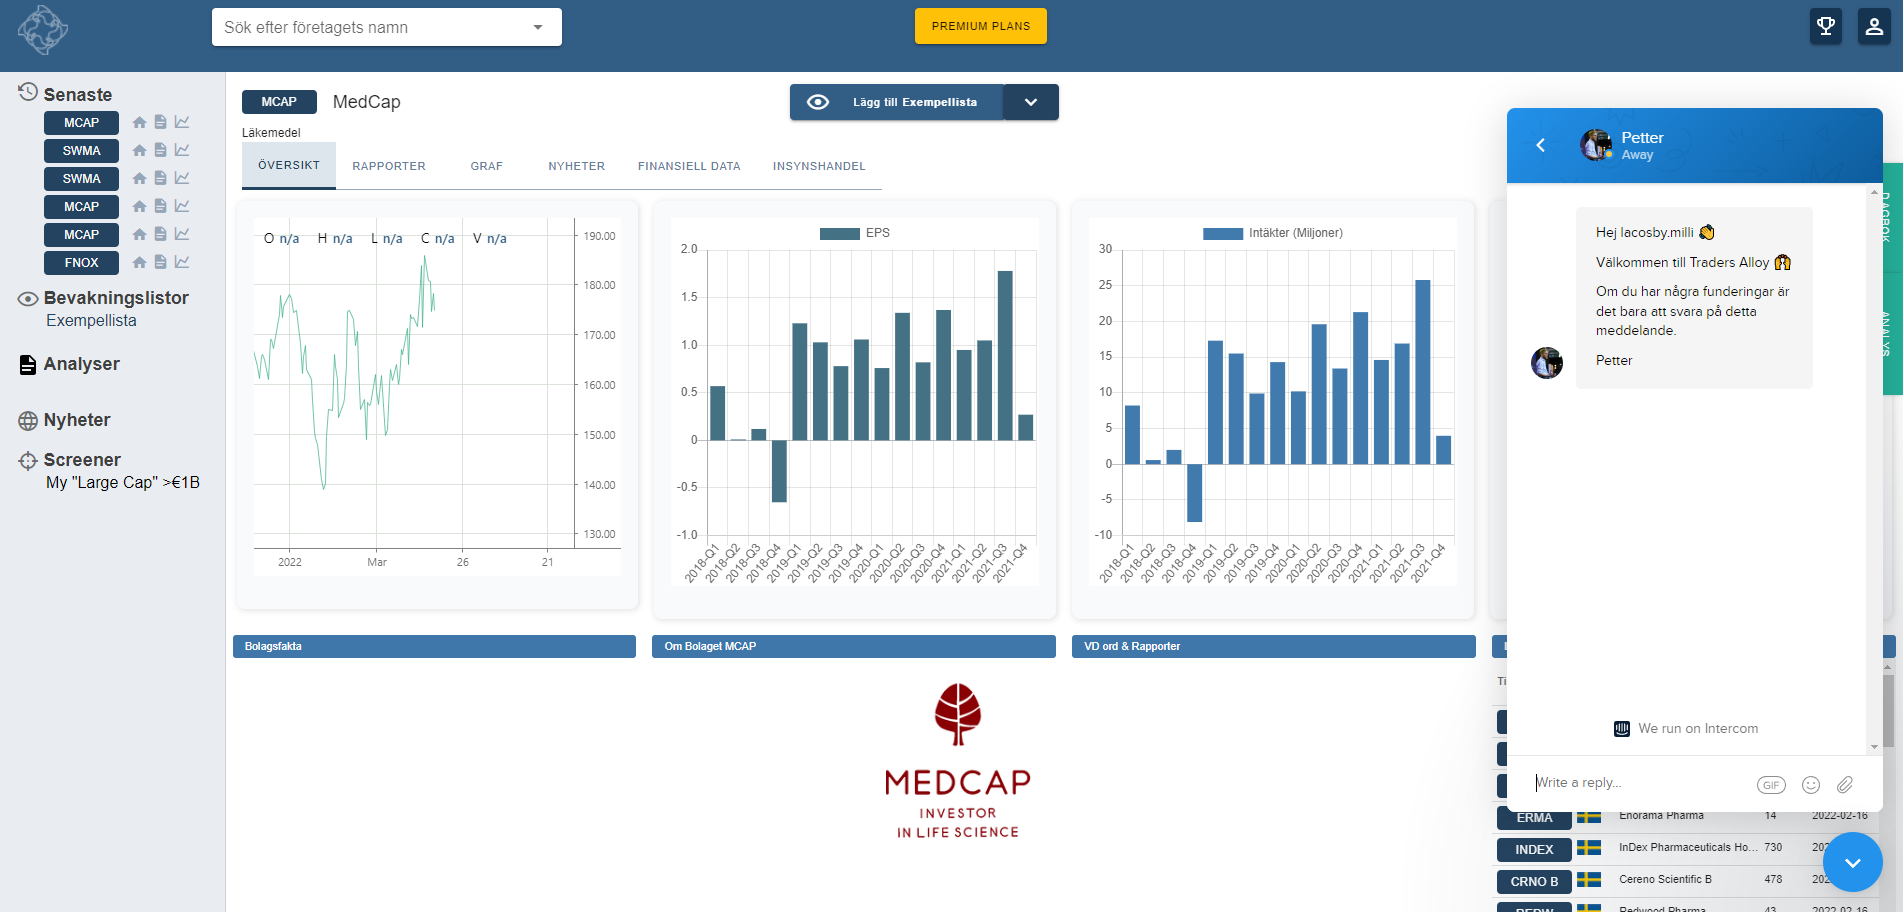 Sök efter företagets namn
PREMIUM PLANS
Senaste
MCAP
SWMA
SWMA
MCAP
MCAP
FNOX
Bevakningslistor
Exempellista
Analyser
Nyheter
Screener
My "Large Cap" >€1B
MCAP MedCap
Lägg till Exempellista
Läkemedel
ÖVERSIKT RAPPORTER GRAF NYHETER FINANSIELL DATA INSYNSHANDEL
O n/a H n/a L n/a C n/a V n/a
190.00
180.00
170.00
160.00
150.00
140.00
130.00
2022 Mar 26 21
EPS
2.0
1.5
1.0
0.5
0
-0.5
-1.0
2018-Q1 2018-Q2 2018-Q3 2018-Q4 2019-Q1 2019-Q2 2019-Q3 2019-Q4 2020-Q1 2020-Q2 2020-Q3 2020-Q4 2021-Q1 2021-Q2 2021-Q3 2021-Q4
Intäkter (Miljoner)
30
25
20
15
10
5
0
-5
-10
2018-Q1 2018-Q2 2018-Q3 2018-Q4 2019-Q1 2019-Q2 2019-Q3 2019-Q4 2020-Q1 2020-Q2 2020-Q3 2020-Q4 2021-Q1 2021-Q2 2021-Q3 2021-Q4
Bolagsfakta
Om Bolaget MCAP
MEDCAP
INVESTOR
IN LIFE SCIENCE
VD ord & Rapporter
Petter
Away
Hej lacosby.milli 👏
Välkommen till Traders Alloy 🙌
Om du har några funderingar är
det bara att svara på detta
meddelande.
Petter
We run on Intercom
Write a reply...
GIF
DAGBOK
ANALYS
Ti
ERMA Enorama Pharma 14 2022-02-16
INDEX InDex Pharmaceuticals Ho... 730 202
CRNO B Cereno Scientific B 478 202
REDW Redwood Pharma 43 2022-02-16